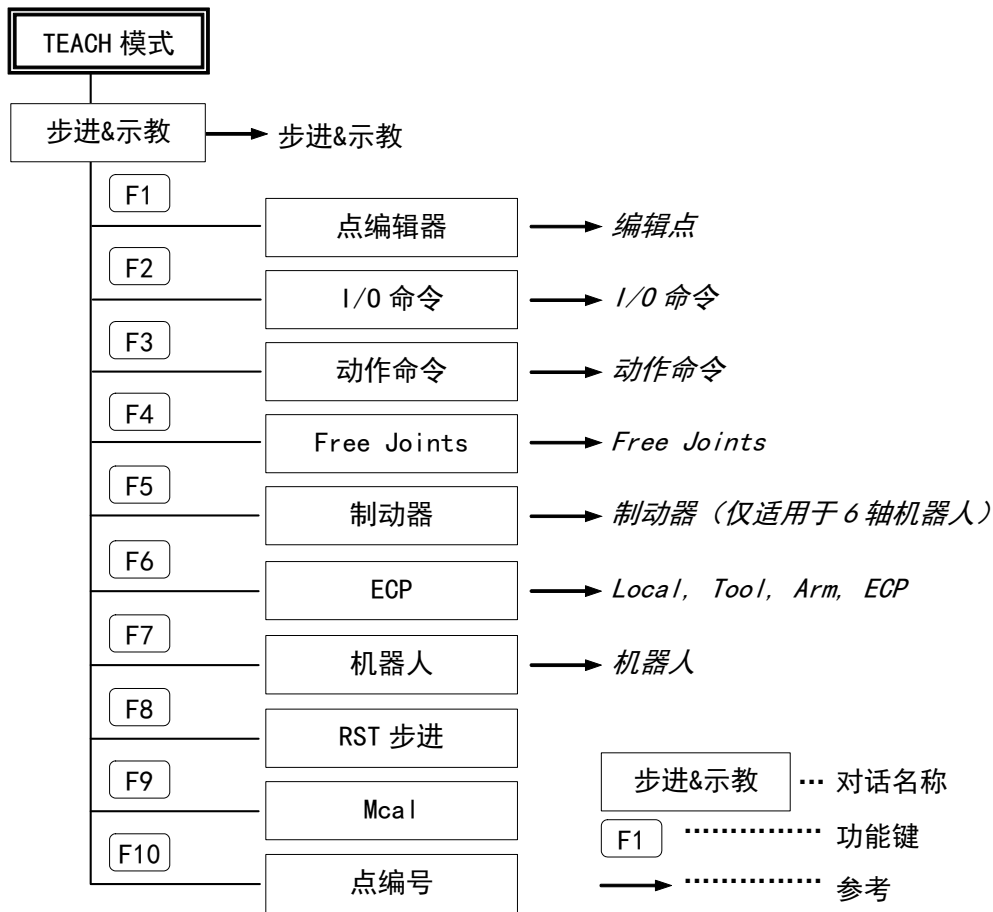 TEACH 模式
步进&示教 步进&示教
F1
点编辑器 编辑点
F2
I/O 命令 I/O 命令
F3
动作命令 动作命令
F4
Free Joints Free Joints
F5
制动器 制动器（仅适用于 6 轴机器人）
F6
ECP Local, Tool, Arm, ECP
F7
机器人 机器人
F8
RST 步进
F9
Mcal
F10
点编号
步进&示教 … 对话名称
F1 …………… 功能键
…………… 参考